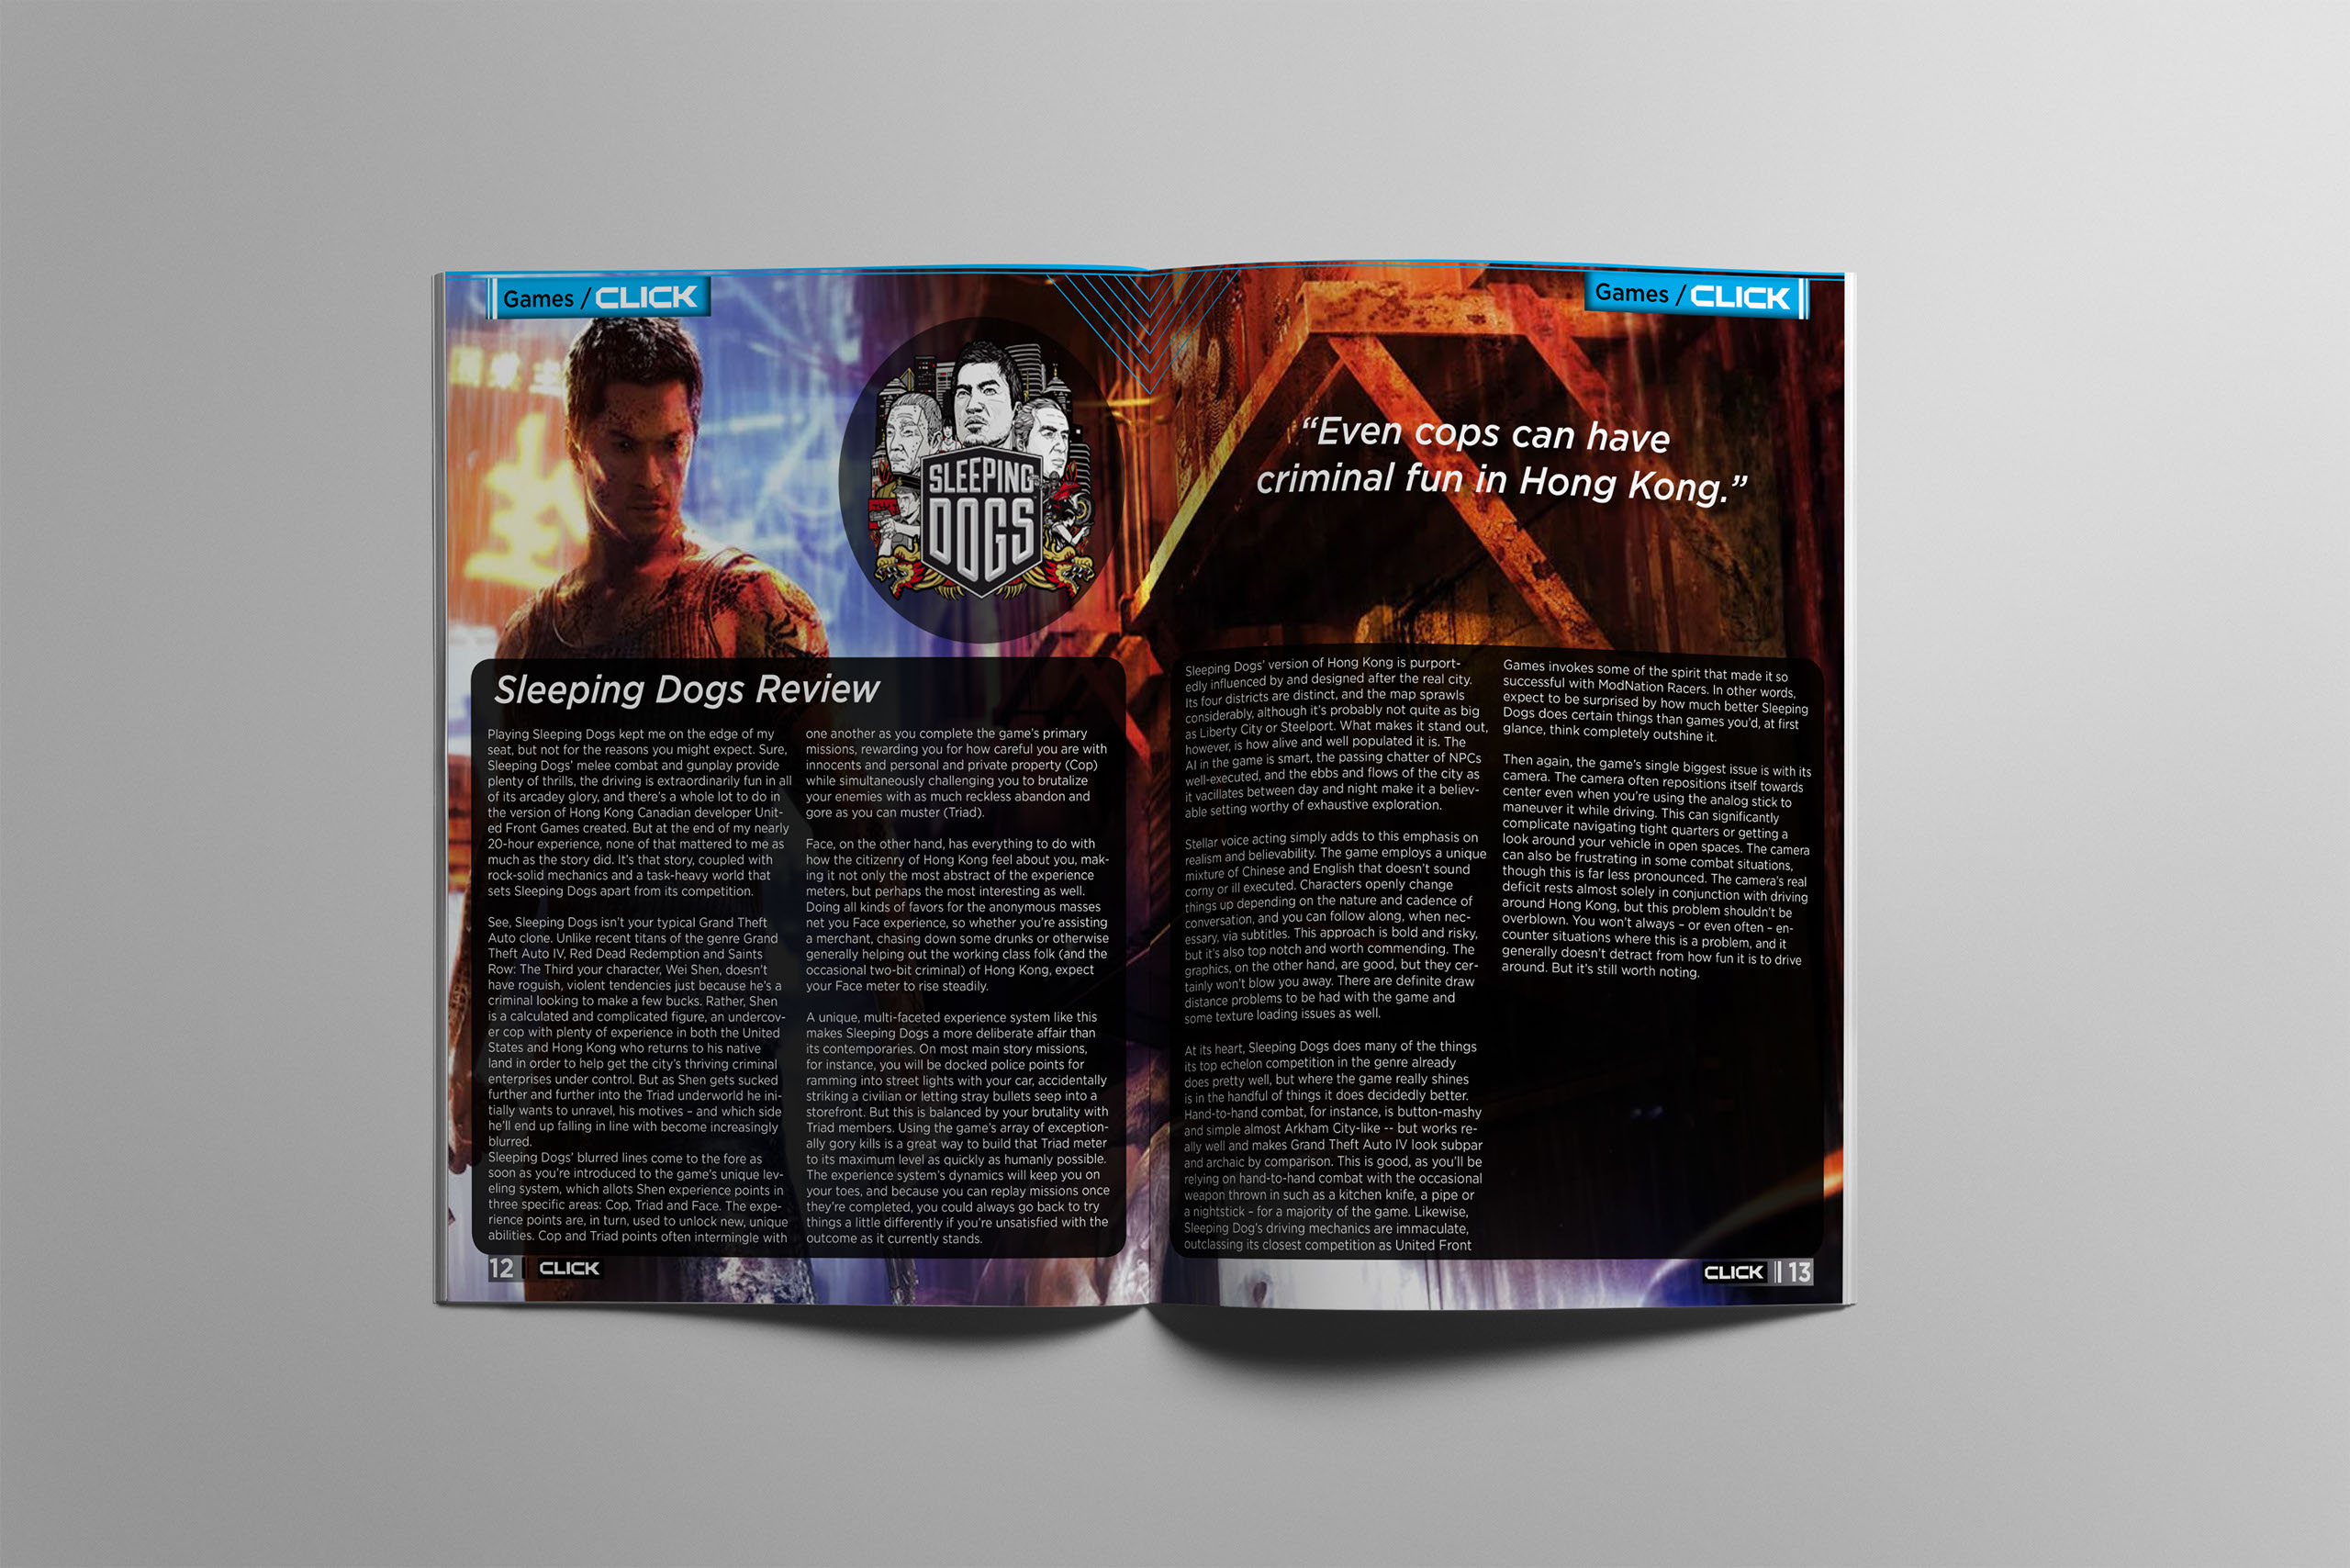 Games / CLICK
SLEEPING
DOGS
Sleeping Dogs Review
Playing Sleeping Dogs kept me on the edge of my
seat, but not for the reasons you might expect. Sure,
Sleeping Dogs' melee combat and gunplay provide
plenty of thrills, the driving is extraordinarily fun in all
of its arcadey glory, and there's a whole lot to do in
the version of Hong Kong Canadian developer Unit-
ed Front Games created. But at the end of my nearly
20-hour experience, none of that mattered to me as
much as the story did. It's that story, coupled with
rock-solid mechanics and a task-heavy world that
sets Sleeping Dogs apart from its competition.
See, Sleeping Dogs isn't your typical Grand Theft
Auto clone. Unlike recent titans of the genre Grand
Theft Auto IV, Red Dead Redemption and Saints
Row: The Third your character, Wei Shen, doesn't
have roguish, violent tendencies just because he's a
criminal looking to make a few bucks. Rather, Shen
is a calculated and complicated figure, an undercov-
er cop with plenty of experience in both the United
States and Hong Kong who returns to his native
land in order to help get the city's thriving criminal
enterprises under control. But as Shen gets sucked
further and further into the Triad underworld he ini-
tially wants to unravel, his motives – and which side
he'll end up falling in line with become increasingly
blurred.
Sleeping Dogs' blurred lines come to the fore as
soon as you're introduced to the game's unique lev-
eling system, which allots Shen experience points in
three specific areas: Cop, Triad and Face. The expe-
rience points are, in turn, used to unlock new, unique
abilities. Cop and Triad points often intermingle with
one another as you complete the game's primary
missions, rewarding you for how careful you are with
innocents and personal and private property (Cop)
while simultaneously challenging you to brutalize
your enemies with as much reckless abandon and
gore as you can muster (Triad).
Face, on the other hand, has everything to do with
how the citizenry of Hong Kong feel about you, mak-
ing it not only the most abstract of the experience
meters, but perhaps the most interesting as well.
Doing all kinds of favors for the anonymous masses
net you Face experience, so whether you're assisting
a merchant, chasing down some drunks or otherwise
generally helping out the working class folk (and the
occasional two-bit criminal) of Hong Kong, expect
your Face meter to rise steadily.
A unique, multi-faceted experience system like this
makes Sleeping Dogs a more deliberate affair than
its contemporaries. On most main story missions,
for instance, you will be docked police points for
ramming into street lights with your car, accidentally
striking a civilian or letting stray bullets seep into a
storefront. But this is balanced by your brutality with
Triad members. Using the game's array of exception-
ally gory kills is a great way to build that Triad meter
to its maximum level as quickly as humanly possible.
The experience system's dynamics will keep you on
your toes, and because you can replay missions once
they're completed, you could always go back to try
things a little differently if you're unsatisfied with the
outcome as it currently stands.
12 CLICK
Games / CLICK
“Even cops can have
criminal fun in Hong Kong.”
Sleeping Dogs' version of Hong Kong is purport-
edly influenced by and designed after the real city.
Its four districts are distinct, and the map sprawls
considerably, although it's probably not quite as big
as Liberty City or Steelport. What makes it stand out,
however, is how alive and well populated it is. The
AI in the game is smart, the passing chatter of NPCs
well-executed, and the ebbs and flows of the city as
it vacillates between day and night make it a believ-
able setting worthy of exhaustive exploration.
Stellar voice acting simply adds to this emphasis on
realism and believability. The game employs a unique
mixture of Chinese and English that doesn't sound
corny or ill executed. Characters openly change
things up depending on the nature and cadence of
conversation, and you can follow along, when nec-
essary, via subtitles. This approach is bold and risky,
but it's also top notch and worth commending. The
graphics, on the other hand, are good, but they cer-
tainly won't blow you away. There are definite draw
distance problems to be had with the game and
some texture loading issues as well.
At its heart, Sleeping Dogs does many of the things
its top echelon competition in the genre already
does pretty well, but where the game really shines
is in the handful of things it does decidedly better.
Hand-to-hand combat, for instance, is button-mashy
and simple almost Arkham City-like -- but works re-
ally well and makes Grand Theft Auto IV look subpar
and archaic by comparison. This is good, as you'll be
relying on hand-to-hand combat with the occasional
weapon thrown in such as a kitchen knife, a pipe or
a nightstick – for a majority of the game. Likewise,
Sleeping Dog's driving mechanics are immaculate,
outclassing its closest competition as United Front
Games invokes some of the spirit that made it so
successful with ModNation Racers. In other words,
expect to be surprised by how much better Sleeping
Dogs does certain things than games you'd, at first
glance, think completely outshine it.
Then again, the game's single biggest issue is with its
camera. The camera often repositions itself towards
center even when you're using the analog stick to
maneuver it while driving. This can significantly
complicate navigating tight quarters or getting a
look around your vehicle in open spaces. The camera
can also be frustrating in some combat situations,
though this is far less pronounced. The camera's real
deficit rests almost solely in conjunction with driving
around Hong Kong, but this problem shouldn't be
overblown. You won't always – or even often – en-
counter situations where this is a problem, and it
generally doesn't detract from how fun it is to drive
around. But it's still worth noting.
CLICK 13